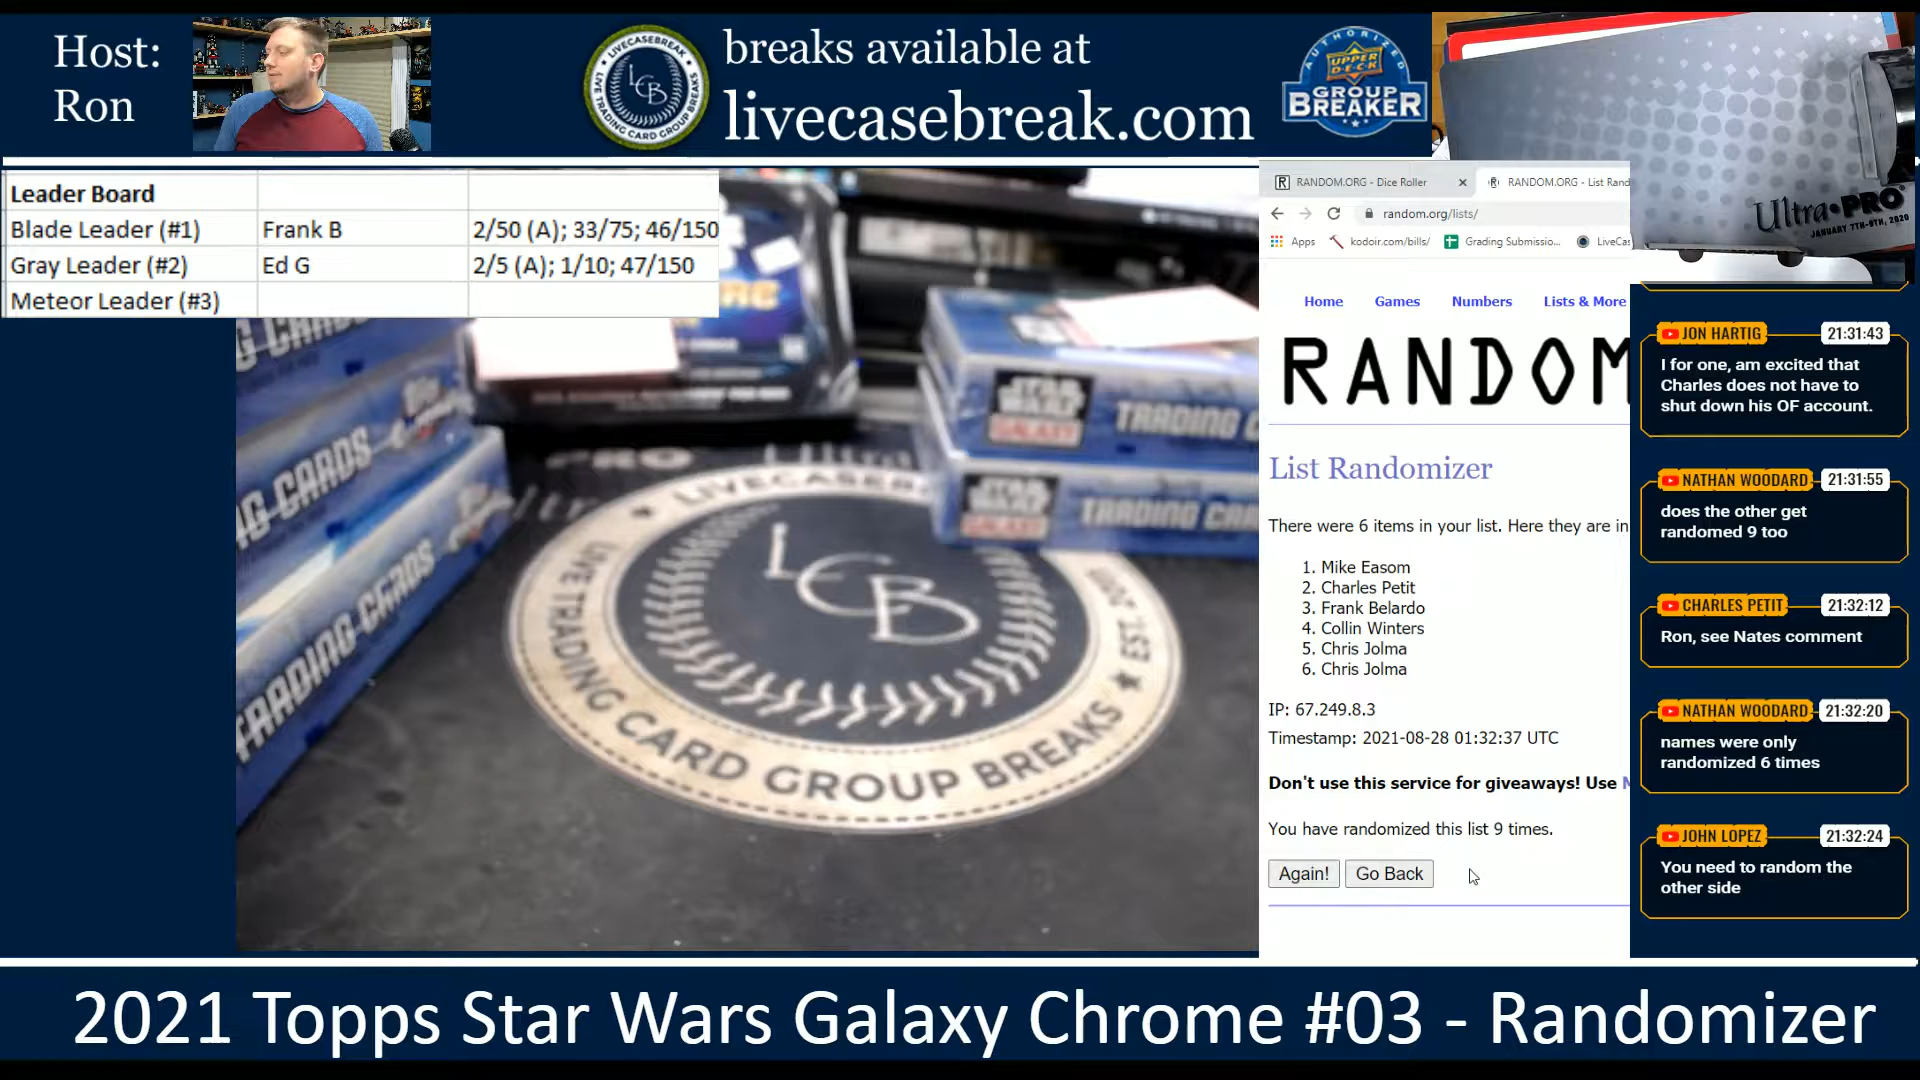 Host:
Ron
LIVECASEBREAK
LCB
LIVE TRADING CARD GROUP BREAKS
breaks available at
livecasebreak.com
AUTHORIZED
UPPER DECK
GROUP
BREAKER
Ultra•PRO
JANUARY 7TH-9TH, 2020
Leader Board
Blade Leader (#1) Frank B 2/50 (A); 33/75; 46/150
Gray Leader (#2) Ed G 2/5 (A); 1/10; 47/150
Meteor Leader (#3)
RANDOM.ORG - Dice Roller
RANDOM.ORG - List Rand
random.org/lists/
Apps kodoir.com/bills/ Grading Submissio... LiveCas
Home Games Numbers Lists & More
RANDOM
List Randomizer
There were 6 items in your list. Here they are in
1. Mike Easom
2. Charles Petit
3. Frank Belardo
4. Collin Winters
5. Chris Jolma
6. Chris Jolma
IP: 67.249.8.3
Timestamp: 2021-08-28 01:32:37 UTC
Don't use this service for giveaways! Use
You have randomized this list 9 times.
Again! Go Back
JON HARTIG 21:31:43
I for one, am excited that
Charles does not have to
shut down his OF account.
NATHAN WOODARD 21:31:55
does the other get
randomed 9 too
CHARLES PETIT 21:32:12
Ron, see Nates comment
NATHAN WOODARD 21:32:20
names were only
randomized 6 times
JOHN LOPEZ 21:32:24
You need to random the
other side
NG CARDS
TRADING CARDS
STAR WARS GALAXY
TRADING C
STAR WARS GALAXY
TRADING CAR
LIVECASEB
LCB
LIVE TRADING CARD GROUP BREAKS
EST. 2007
2021 Topps Star Wars Galaxy Chrome #03 - Randomizer